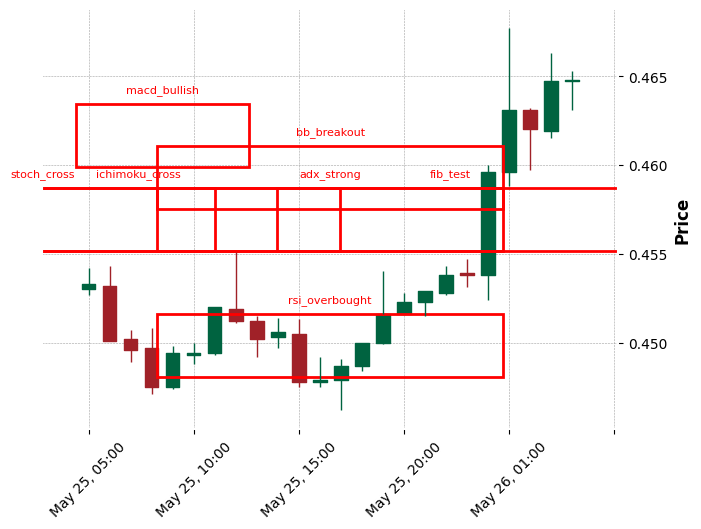 macd_bullish
bb_breakout
stoch_cross
ichimoku_cross
adx_strong
fib_test
rsi_overbought
0.465
0.460
0.455
0.450
Price
May 25, 05:00
May 25, 10:00
May 25, 15:00
May 25, 20:00
May 26, 01:00